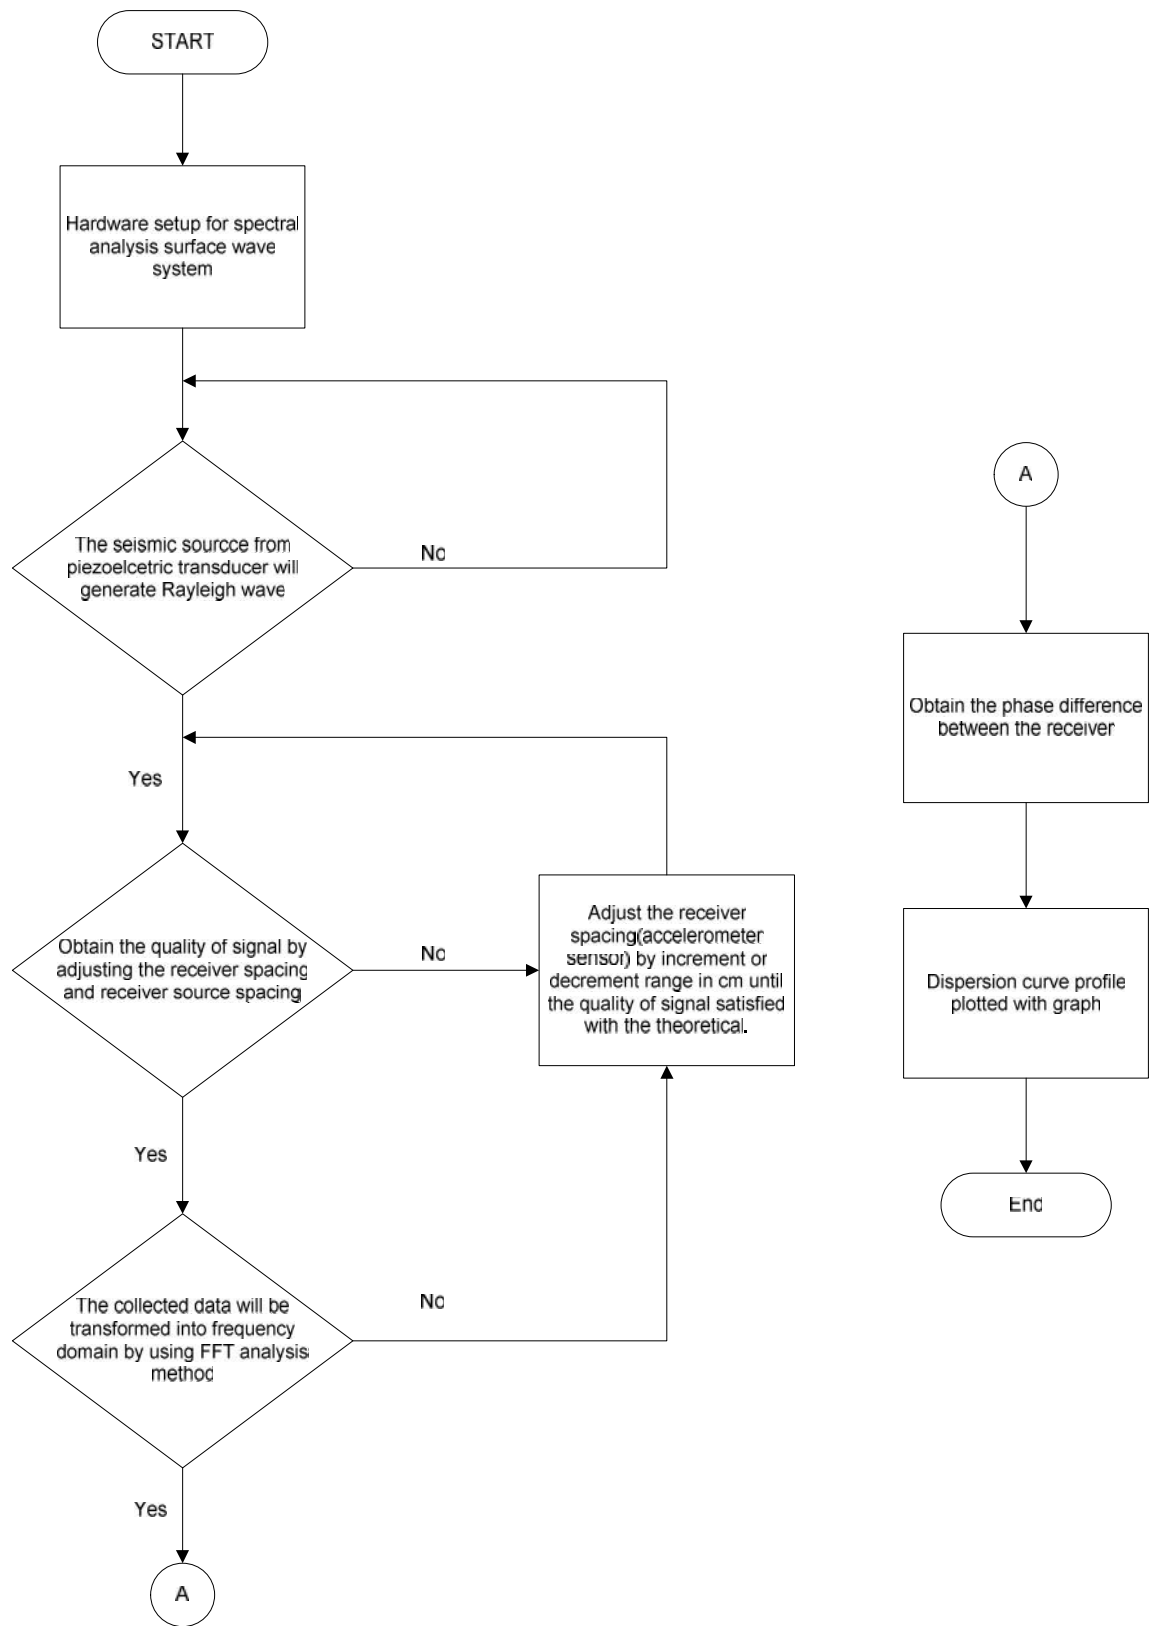 START
Hardware setup for spectral
analysis surface wave
system
The seismic sourcce from
piezoelcetric transducer will
generate Rayleigh wave
No
Yes
Obtain the quality of signal by
adjusting the receiver spacing
and receiver source spacing
No
Adjust the receiver
spacing(accelerometer
sensor) by increment or
decrement range in cm until
the quality of signal satisfied
with the theoretical.
Yes
The collected data will be
transformed into frequency
domain by using FFT analysis
method
No
Yes
A
A
Obtain the phase difference
between the receiver
Dispersion curve profile
plotted with graph
End